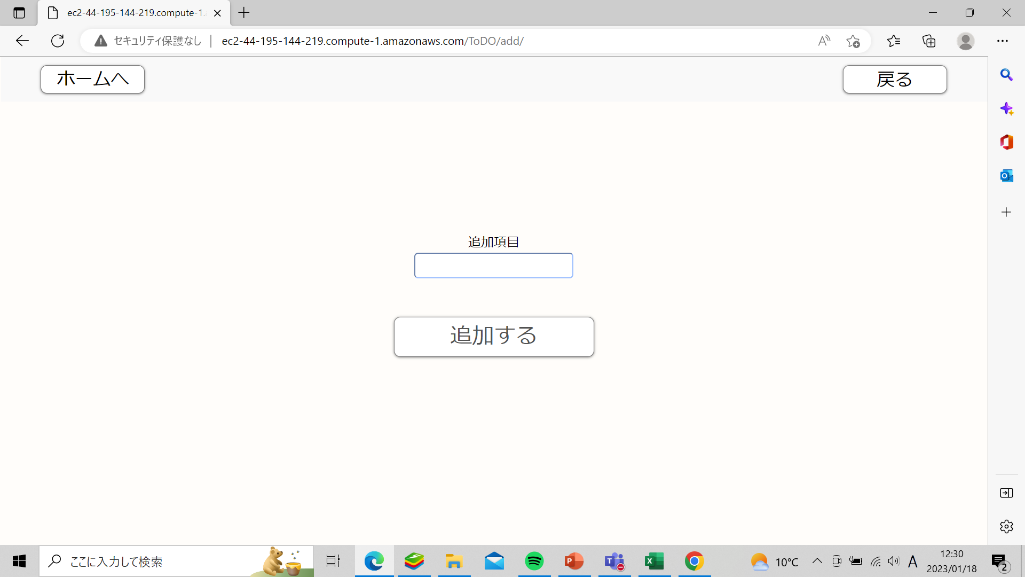 ec2-44-195-144-219.compute-1.
セキュリティ保護なし | ec2-44-195-144-219.compute-1.amazonaws.com/ToDO/add/
ホームへ
戻る
追加項目
追加する
ここに入力して検索
10°C
A
12:30
2023/01/18
2